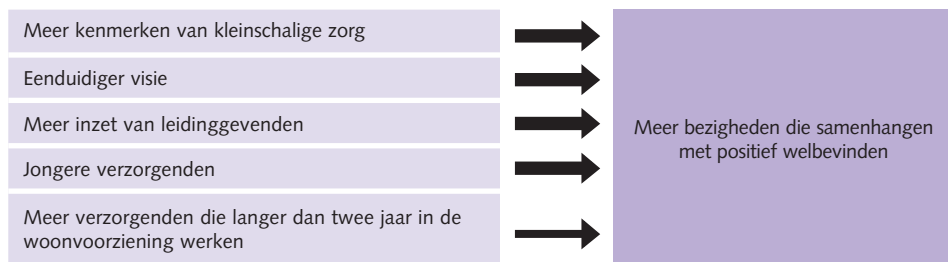 Meer kenmerken van kleinschalige zorg
Eenduidiger visie
Meer inzet van leidinggevenden
Jongere verzorgenden
Meer verzorgenden die langer dan twee jaar in de
woonvoorziening werken
Meer bezigheden die samenhangen
met positief welbevinden